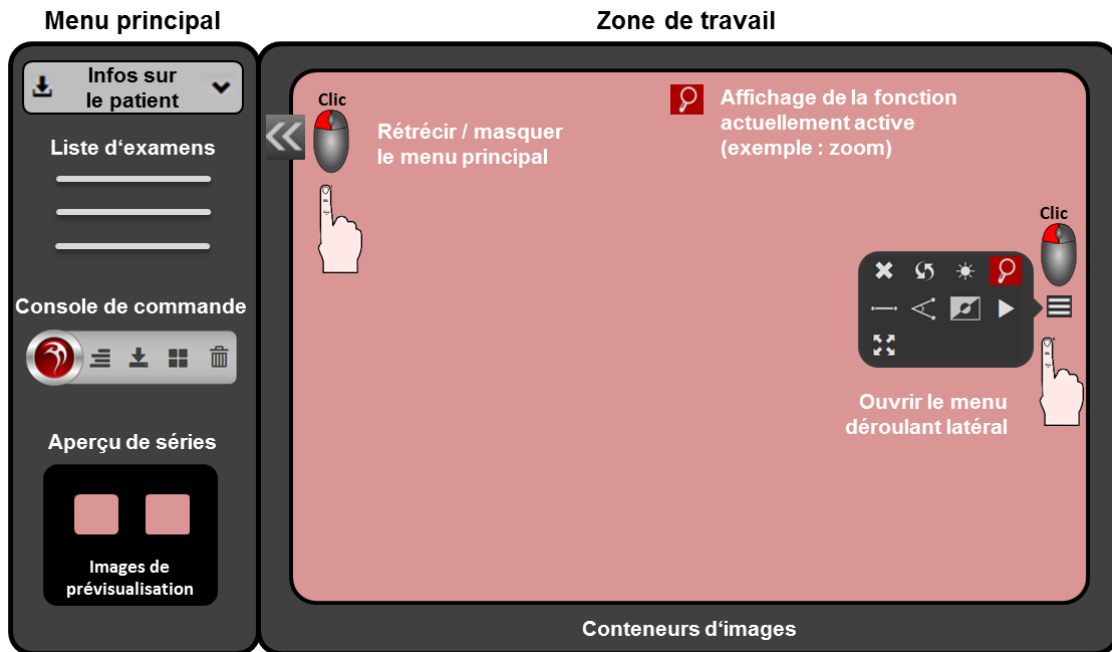 Menu principal
Zone de travail
Infos sur
le patient
Liste d‘examens
Console de commande
Aperçu de séries
Images de
prévisualisation
Clic
Rétrécir / masquer
le menu principal
Affichage de la fonction
actuellement active
(exemple : zoom)
Clic
Ouvrir le menu
déroulant latéral
Conteneurs d‘images